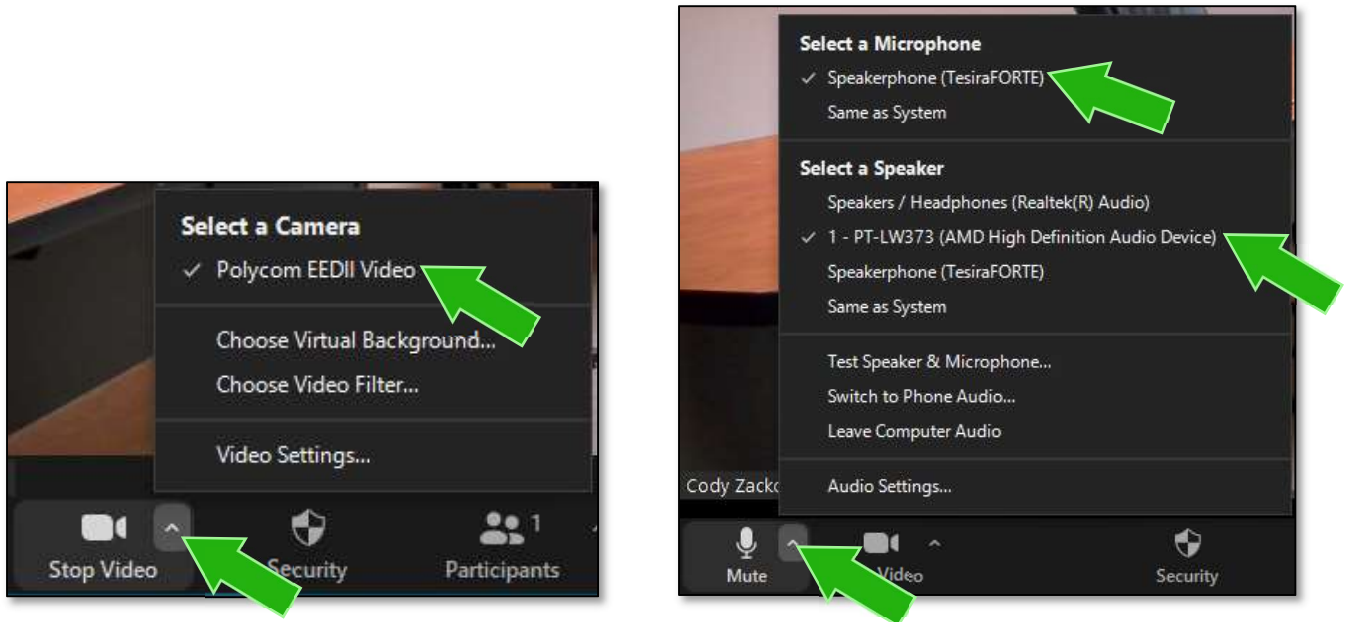 Select a Camera
✓ Polycom EEDII Video
Choose Virtual Background...
Choose Video Filter...
Video Settings...
Stop Video
Security
1
Participants
Select a Microphone
✓ Speakerphone (TesiraFORTE)
Same as System
Select a Speaker
Speakers / Headphones (Realtek(R) Audio)
✓ 1 - PT-LW373 (AMD High Definition Audio Device)
Speakerphone (TesiraFORTE)
Same as System
Test Speaker & Microphone...
Switch to Phone Audio...
Leave Computer Audio
Audio Settings...
Cody
Mute
Video
Security